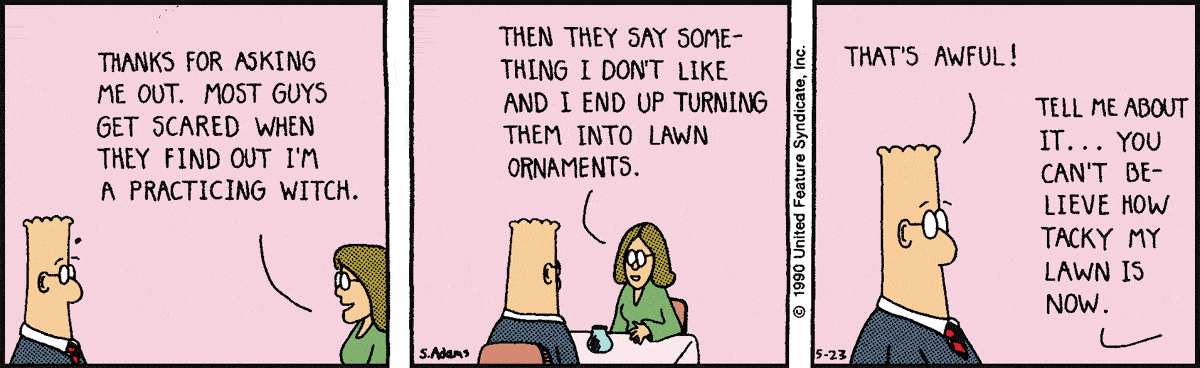 THANKS FOR ASKING
ME OUT. MOST GUYS
GET SCARED WHEN
THEY FIND OUT I'M
A PRACTICING WITCH.
THEN THEY SAY SOME-
THING I DON'T LIKE
AND I END UP TURNING
THEM INTO LAWN
ORNAMENTS.
S.Adams
© 1990 United Feature Syndicate, Inc.
THAT'S AWFUL!
TELL ME ABOUT
IT... YOU
CAN'T BE-
LIEVE HOW
TACKY MY
LAWN IS
NOW.
5-23